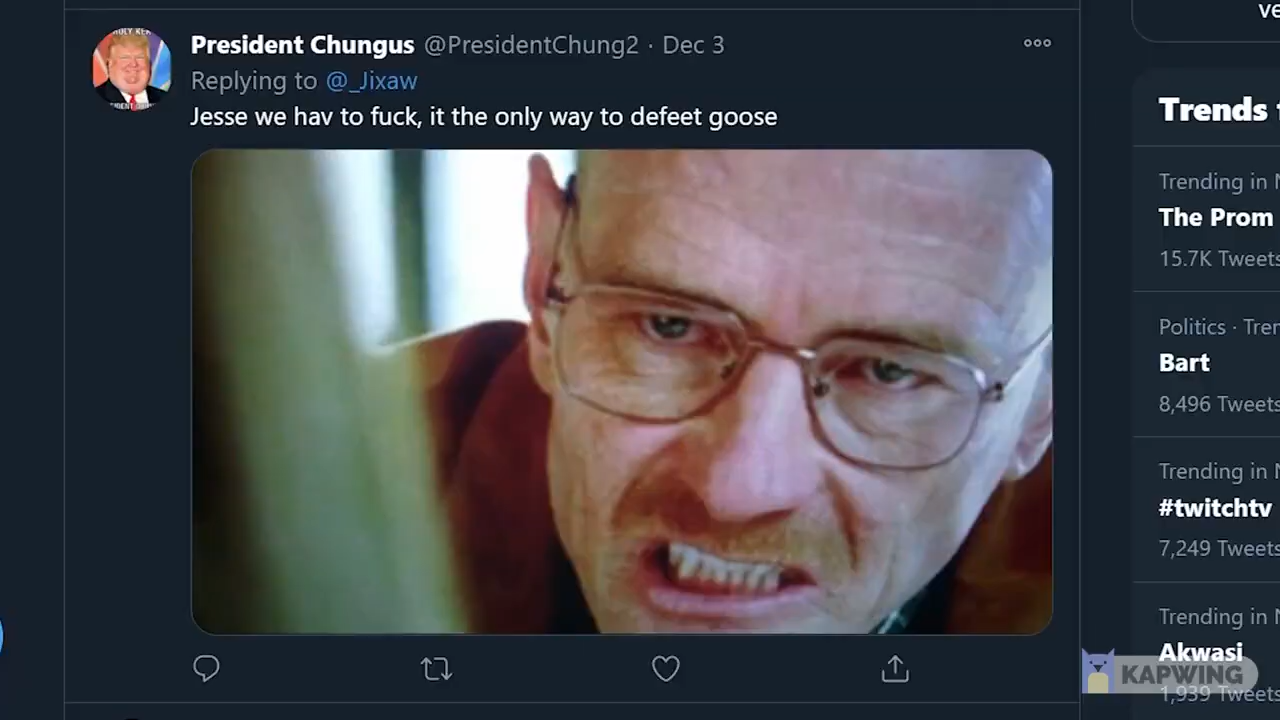 President Chungus @PresidentChung2 · Dec 3
Replying to @_Jixaw
Jesse we hav to fuck, it the only way to defeet goose
ve
Trends
Trending in
The Prom
15.7K Tweets
Politics ·
Bart
8,496 Tweets
Trending in
#twitchtv
7,249 Tweets
Trending in
Akwasi
1,939 Tweets
KAPWING